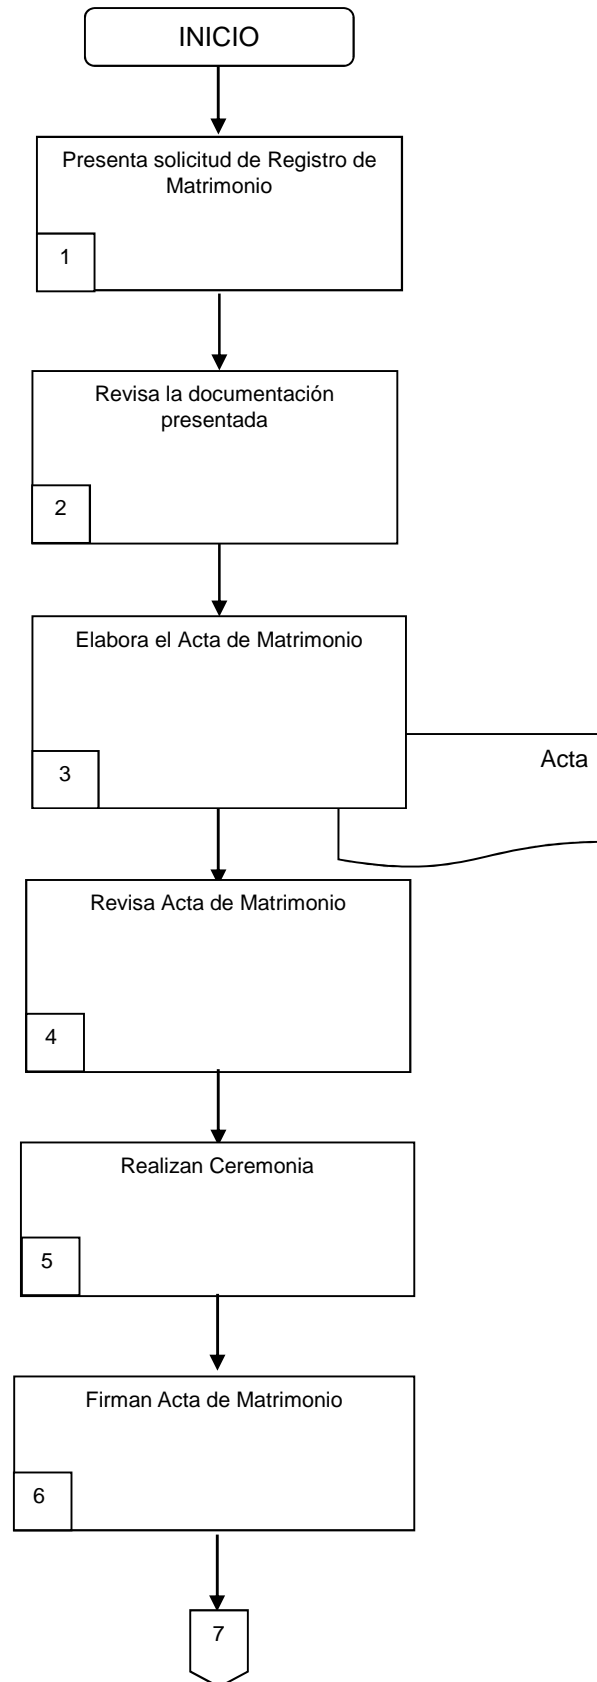 INICIO
Presenta solicitud de Registro de
Matrimonio
1
Revisa la documentación
presentada
2
Elabora el Acta de Matrimonio
3
Acta
Revisa Acta de Matrimonio
4
Realizan Ceremonia
5
Firman Acta de Matrimonio
6
7